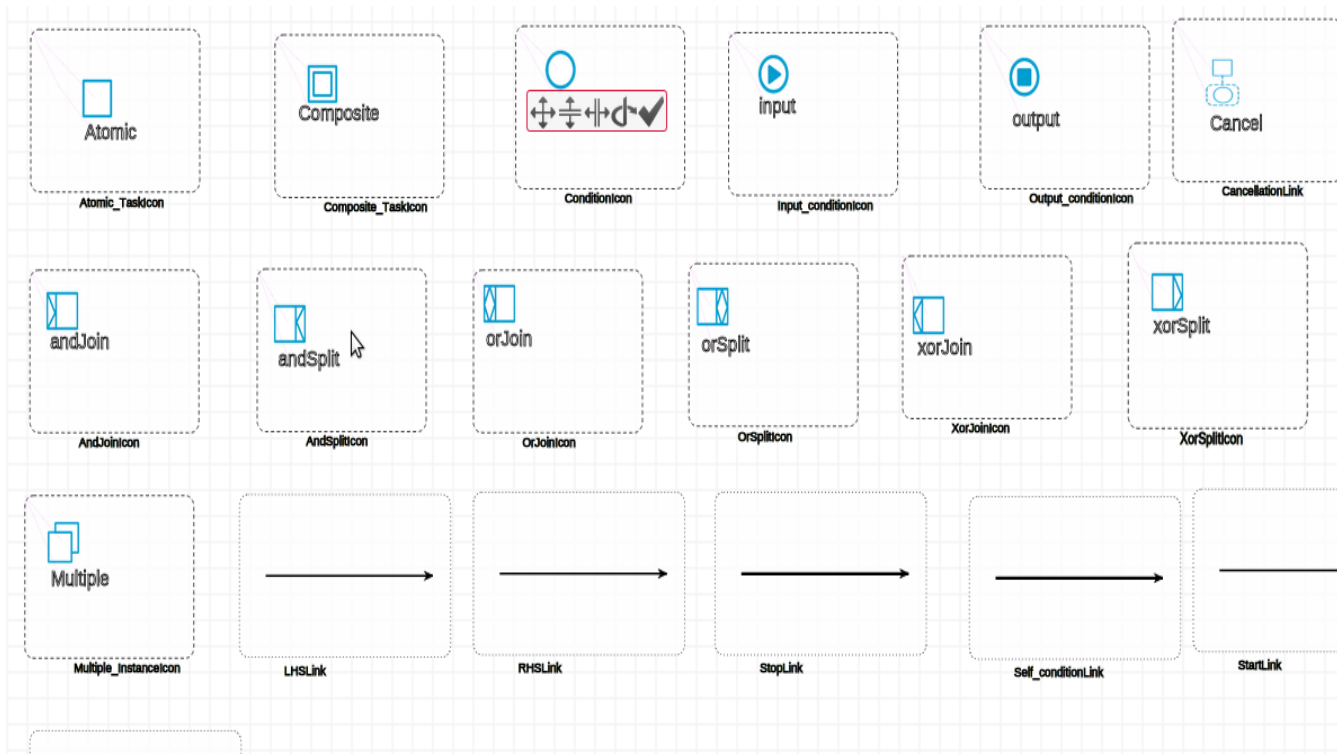 Atomic
Atomic_TaskIcon
Composite
Composite_TaskIcon
ConditionIcon
input
Input_conditionIcon
output
Output_conditionIcon
Cancel
CancellationLink
andJoin
AndJoinIcon
andSplit
AndSplitIcon
orJoin
OrJoinIcon
orSplit
OrSplitIcon
xorJoin
XorJoinIcon
xorSplit
XorSplitIcon
Multiple
Multiple_InstanceIcon
LHSLink
RHSLink
StopLink
Self_conditionLink
StartLink